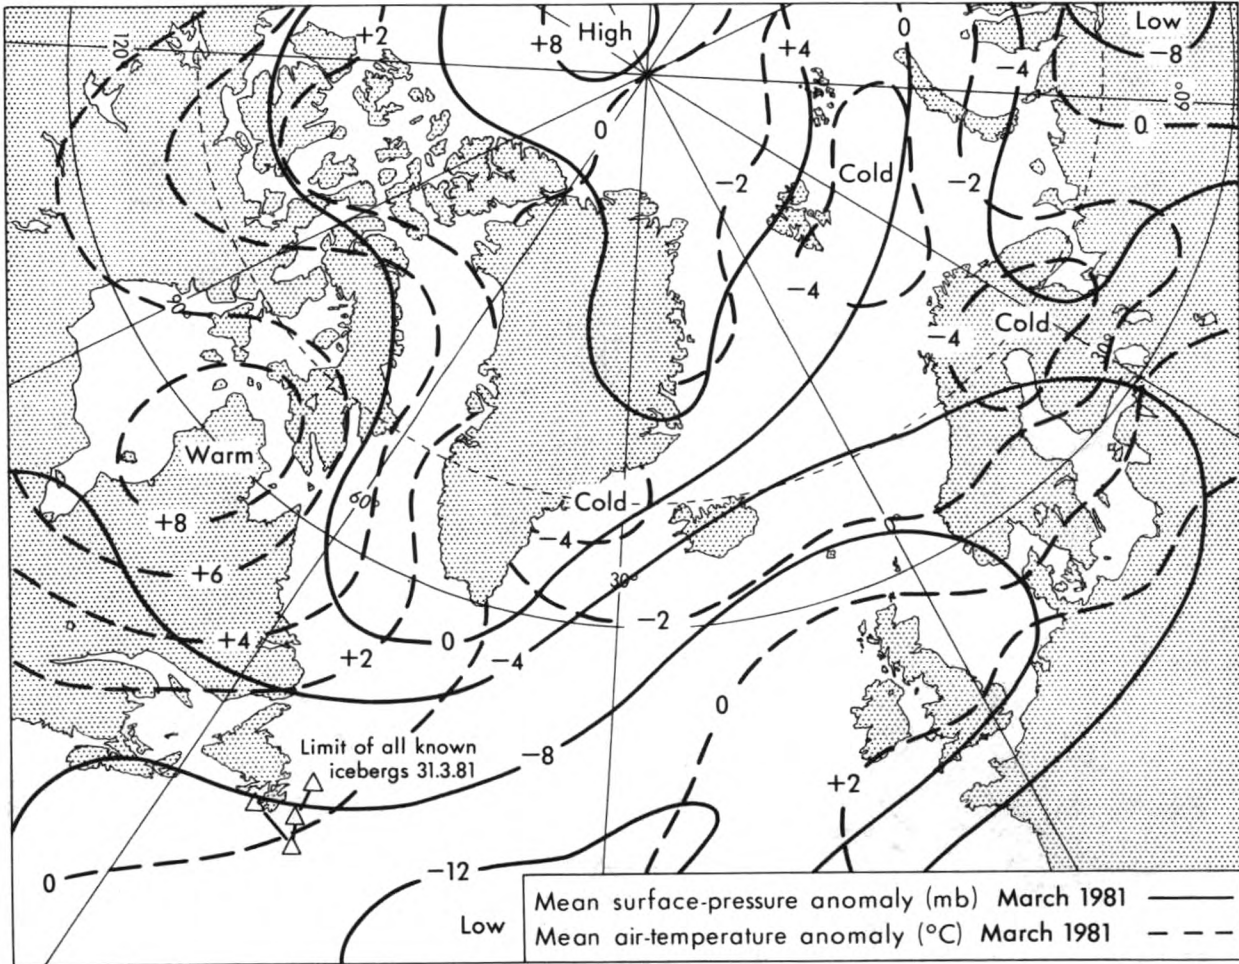 +2
High
+8
+4
0
Low
-8
-4
120°
60°
0
0
-2
Cold
-2
-4
90°
Cold
-4
30°
Warm
60°
Cold
+8
-4
+6
30°
-2
+4
0
+2
-4
0
Limit of all known
icebergs 31.3.81
-8
+2
0
-12
Low
Mean surface-pressure anomaly (mb) March 1981
Mean air-temperature anomaly (°C) March 1981